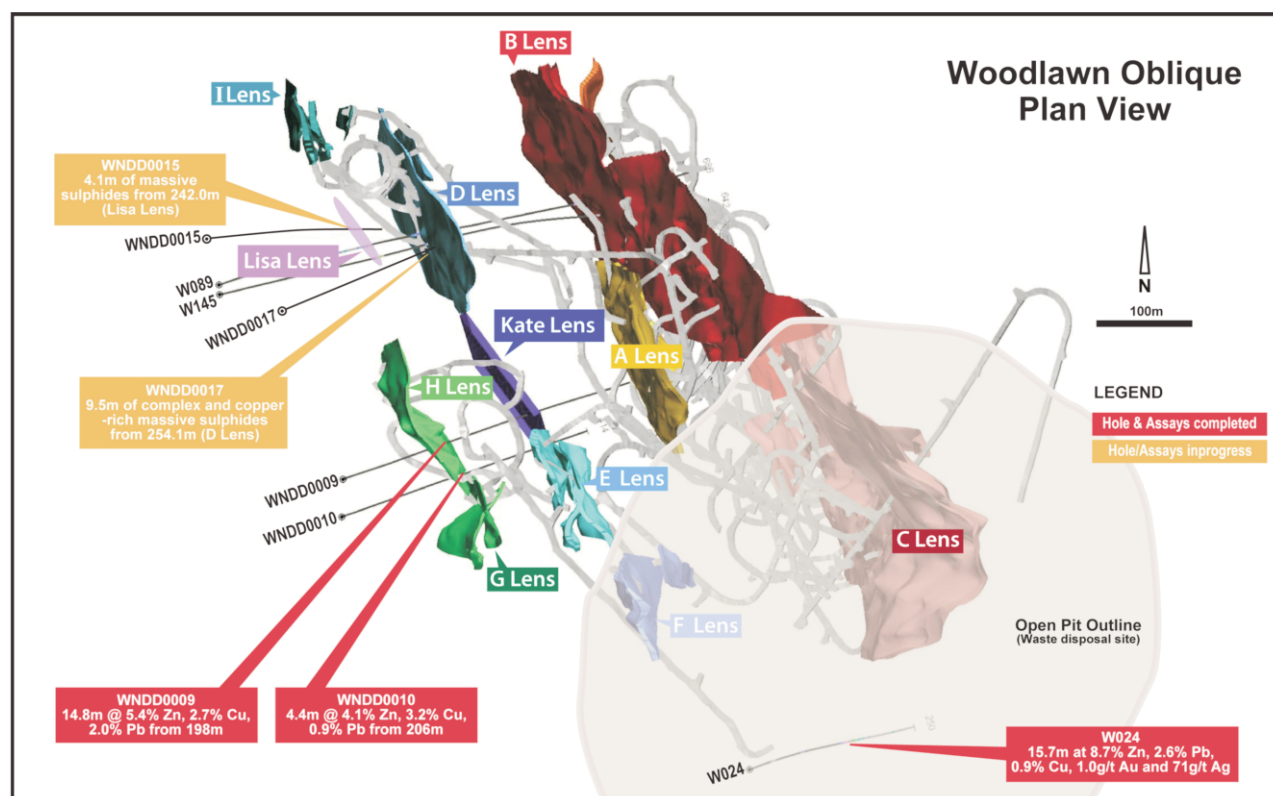 Woodlawn Oblique
Plan View
B Lens
I Lens
WNDD0015
4.1m of massive
sulphides from 242.0m
(Lisa Lens)
D Lens
WNDD0015
Lisa Lens
W089
W145
WNDD0017
Kate Lens
A Lens
N
100m
WNDD0017
9.5m of complex and copper
-rich massive sulphides
from 254.1m (D Lens)
H Lens
LEGEND
Hole & Assays completed
Hole/Assays inprogress
WNDD0009
E Lens
WNDD0010
C Lens
G Lens
F Lens
Open Pit Outline
(Waste disposal site)
WNDD0009
14.8m @ 5.4% Zn, 2.7% Cu,
2.0% Pb from 198m
WNDD0010
4.4m @ 4.1% Zn, 3.2% Cu,
0.9% Pb from 206m
250
W024
W024
15.7m at 8.7% Zn, 2.6% Pb,
0.9% Cu, 1.0g/t Au and 71g/t Ag